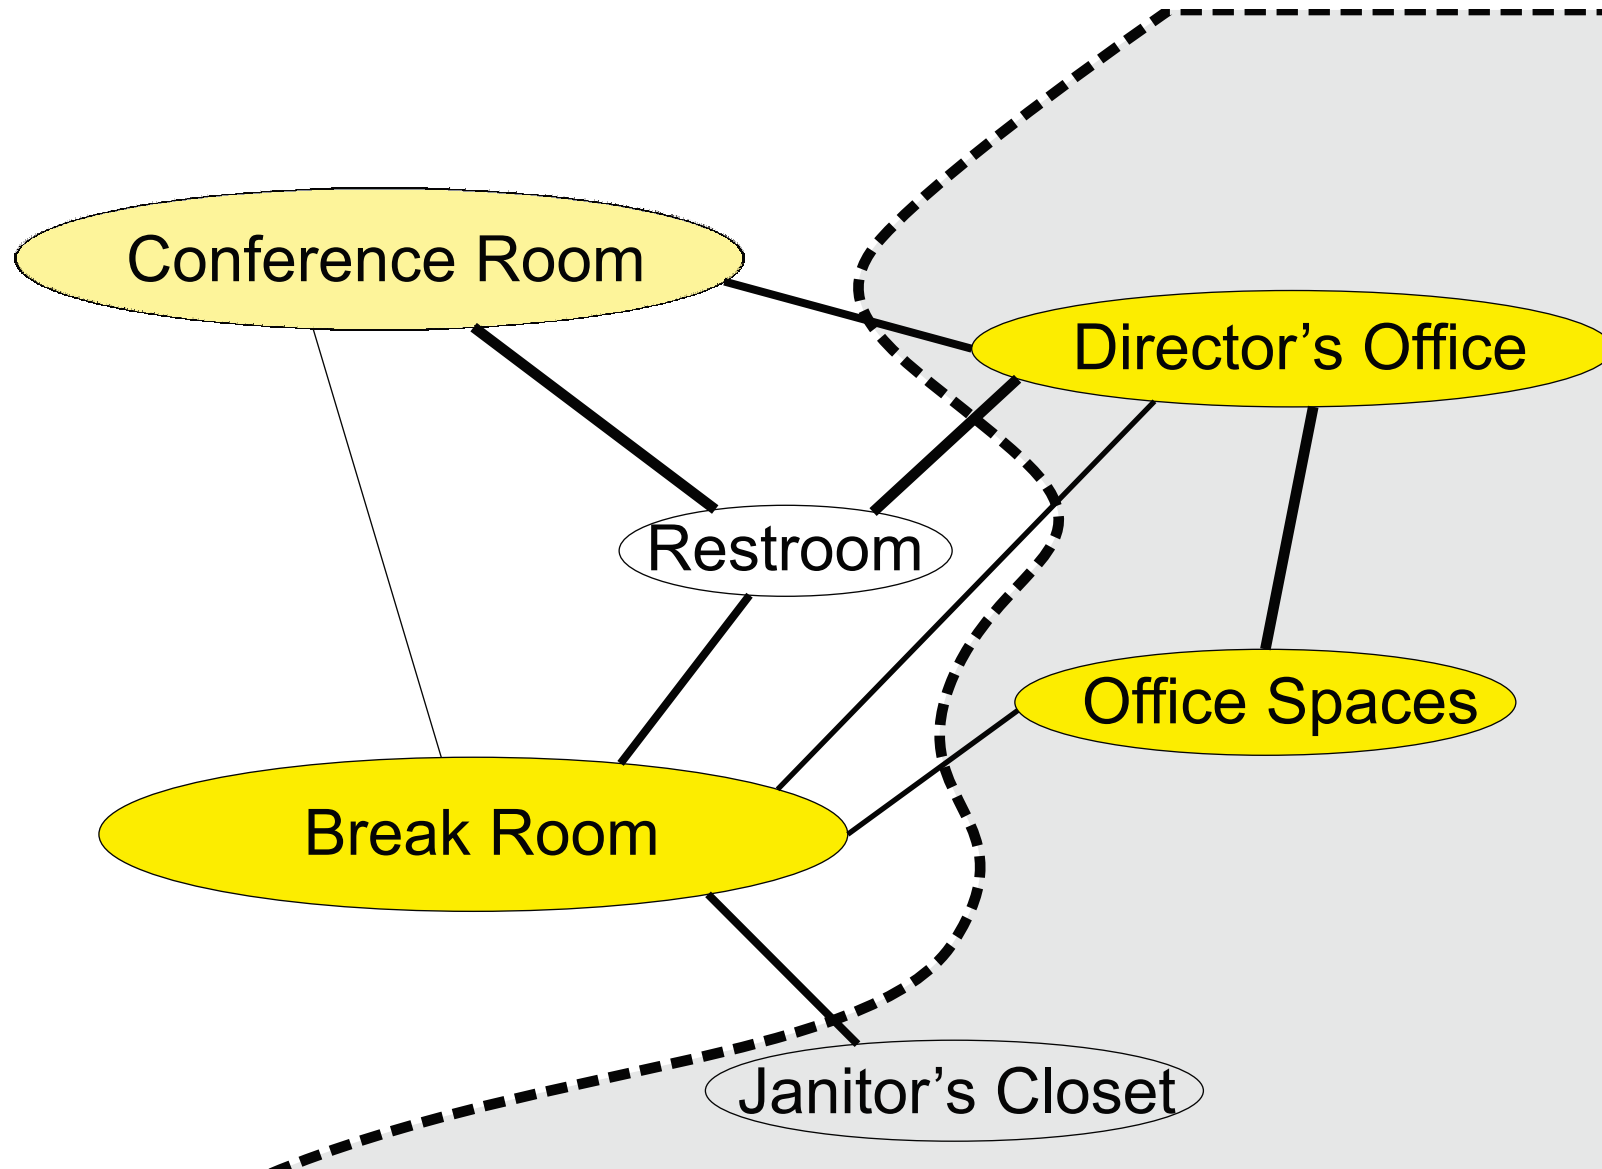 Conference Room
Director’s Office
Restroom
Office Spaces
Break Room
Janitor’s Closet